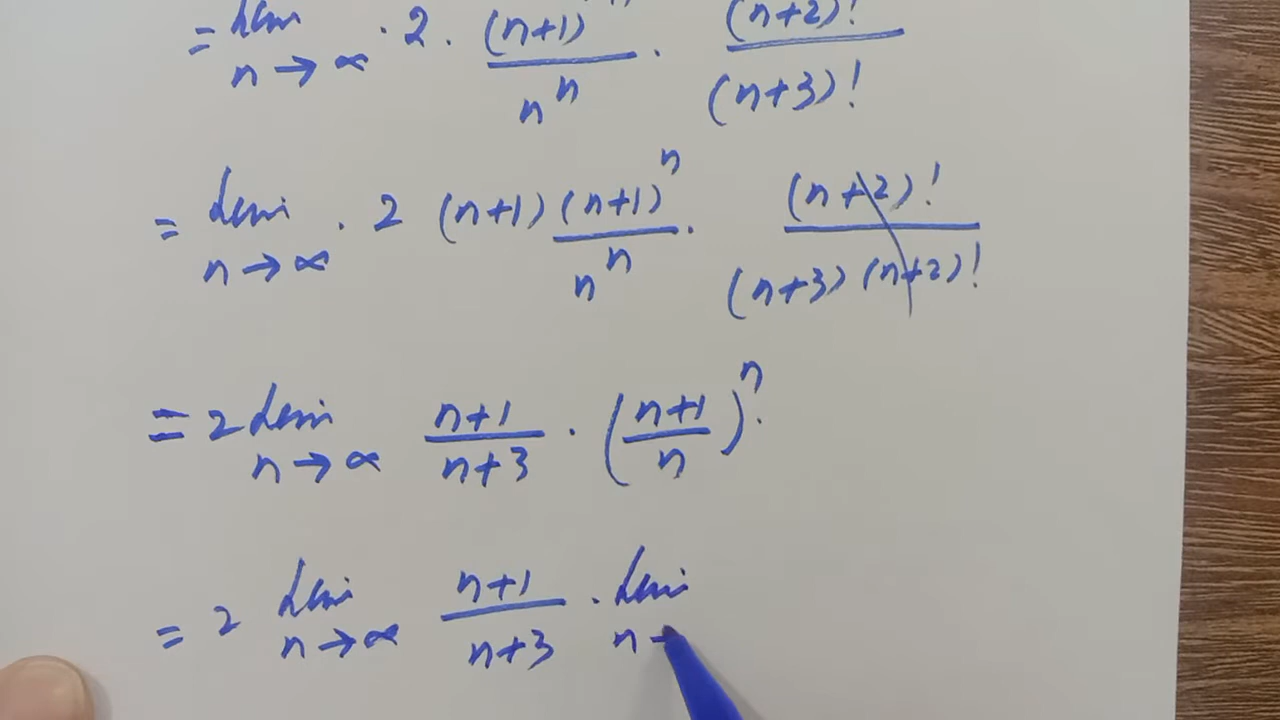 = lim n→∞ · 2 · (n+1) / n^n · (n+2)! / (n+3)!
= lim n→∞ · 2 (n+1) (n+1)^n / n^n · (n+2)! / (n+3) (n+2)!
= 2 lim n→∞ n+1 / n+3 · (n+1 / n)^n.
= 2 lim n→∞ n+1 / n+3 · lim n→